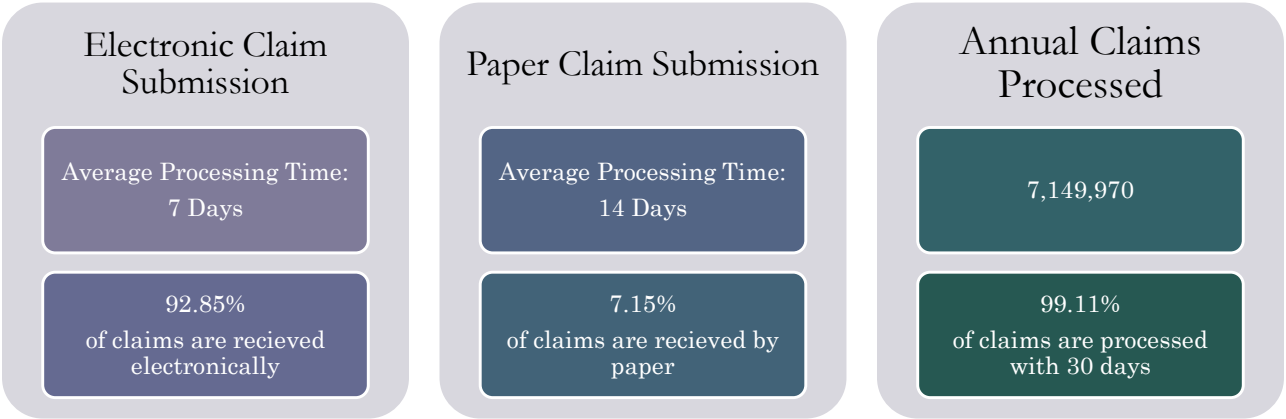 Electronic Claim
Submission
Average Processing Time:
7 Days
92.85%
of claims are recieved
electronically
Paper Claim Submission
Average Processing Time:
14 Days
7.15%
of claims are recieved by
paper
Annual Claims
Processed
7,149,970
99.11%
of claims are processed
with 30 days